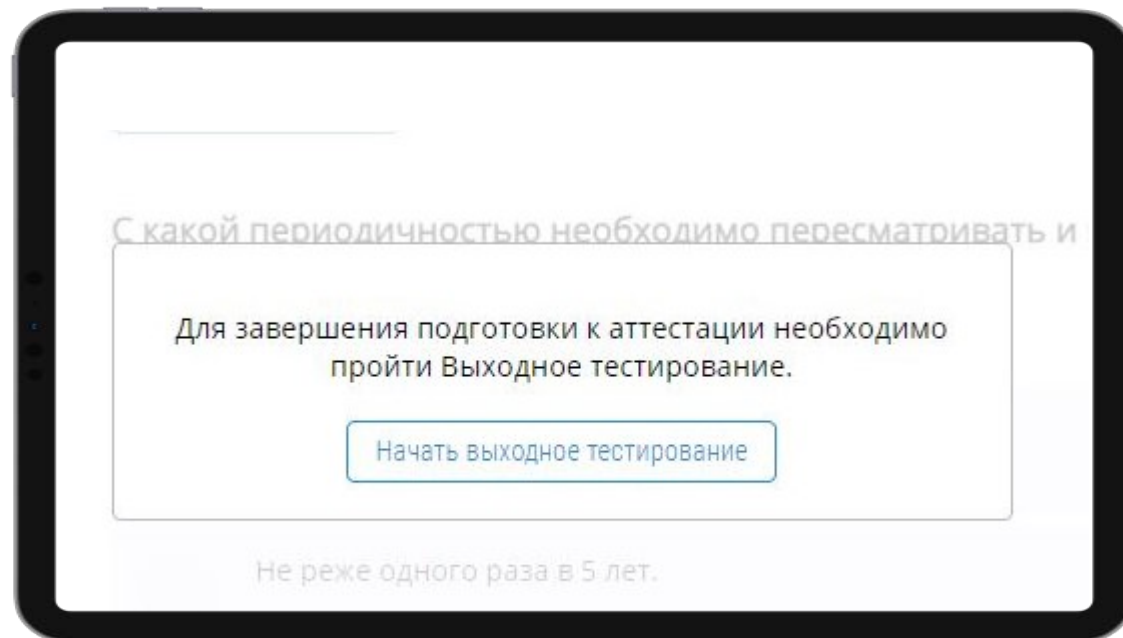 С какой периодичностью необходимо пересматривать и
Для завершения подготовки к аттестации необходимо
пройти Выходное тестирование.
Начать выходное тестирование
Не реже одного раза в 5 лет.